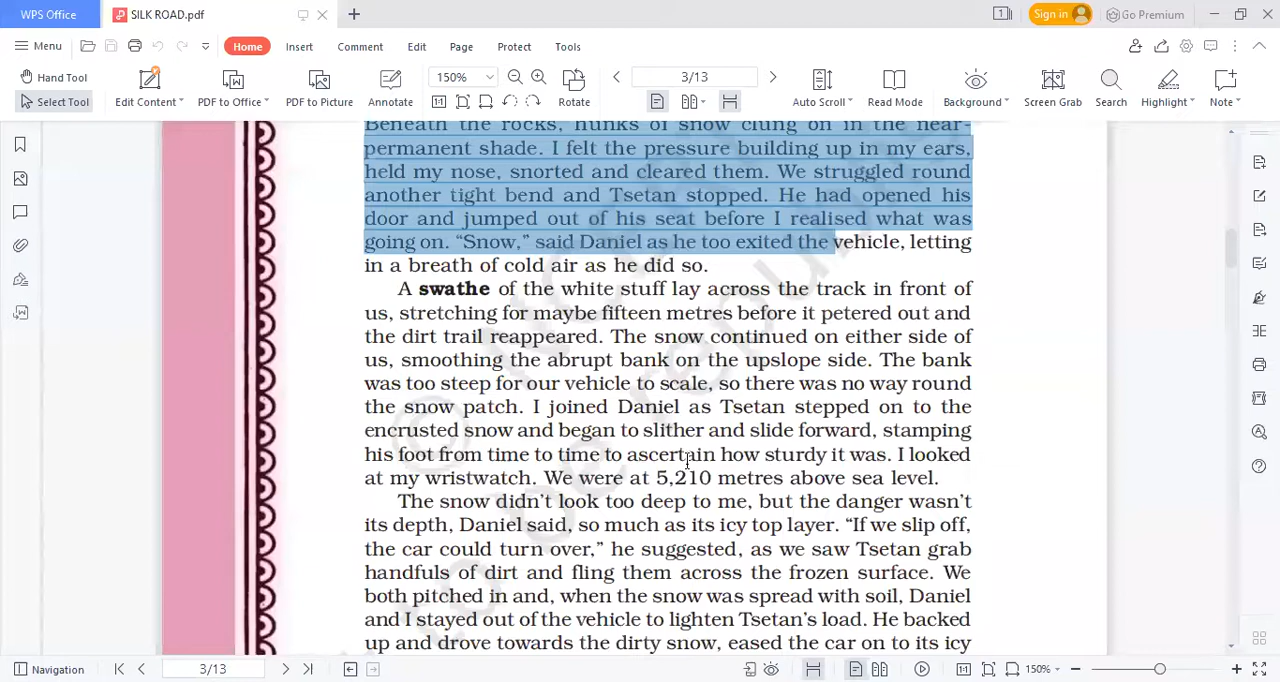 WPS Office
SILK ROAD.pdf
1
Sign in
Go Premium
Menu
Home
Insert
Comment
Edit
Page
Protect
Tools
Hand Tool
Select Tool
Edit Content
PDF to Office
PDF to Picture
Annotate
150%
Rotate
3/13
Auto Scroll
Read Mode
Background
Screen Grab
Search
Highlight
Note
Beneath the rocks, hunks of snow clung on in the near-
permanent shade. I felt the pressure building up in my ears,
held my nose, snorted and cleared them. We struggled round
another tight bend and Tsetan stopped. He had opened his
door and jumped out of his seat before I realised what was
going on. “Snow,” said Daniel as he too exited the vehicle, letting
in a breath of cold air as he did so.
A swathe of the white stuff lay across the track in front of
us, stretching for maybe fifteen metres before it petered out and
the dirt trail reappeared. The snow continued on either side of
us, smoothing the abrupt bank on the upslope side. The bank
was too steep for our vehicle to scale, so there was no way round
the snow patch. I joined Daniel as Tsetan stepped on to the
encrusted snow and began to slither and slide forward, stamping
his foot from time to time to ascertain how sturdy it was. I looked
at my wristwatch. We were at 5,210 metres above sea level.
The snow didn’t look too deep to me, but the danger wasn’t
its depth, Daniel said, so much as its icy top layer. “If we slip off,
the car could turn over,” he suggested, as we saw Tsetan grab
handfuls of dirt and fling them across the frozen surface. We
both pitched in and, when the snow was spread with soil, Daniel
and I stayed out of the vehicle to lighten Tsetan’s load. He backed
up and drove towards the dirty snow, eased the car on to its icy
Navigation
3/13
150%